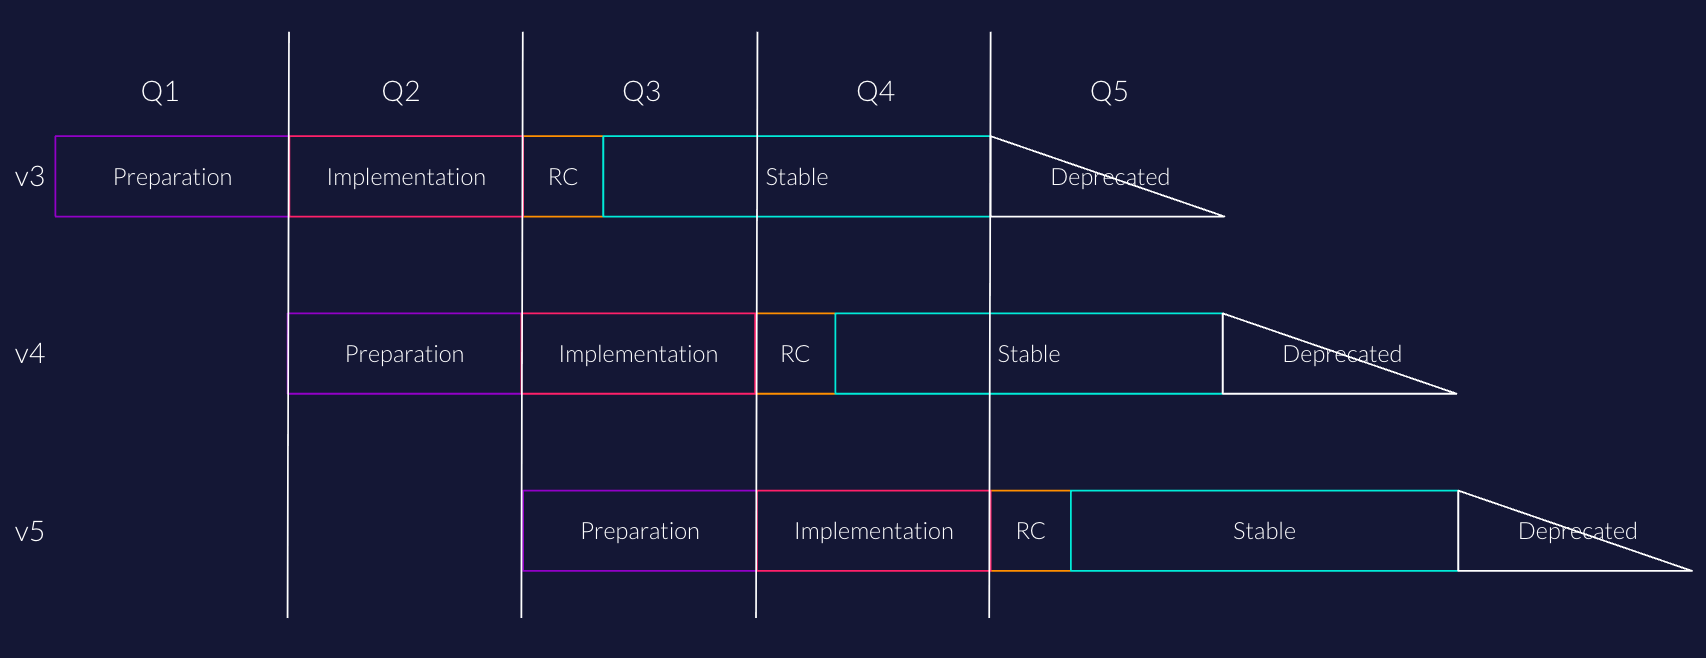 Q1 Q2 Q3 Q4 Q5
v3 Preparation Implementation RC Stable Deprecated
v4 Preparation Implementation RC Stable Deprecated
v5 Preparation Implementation RC Stable Deprecated